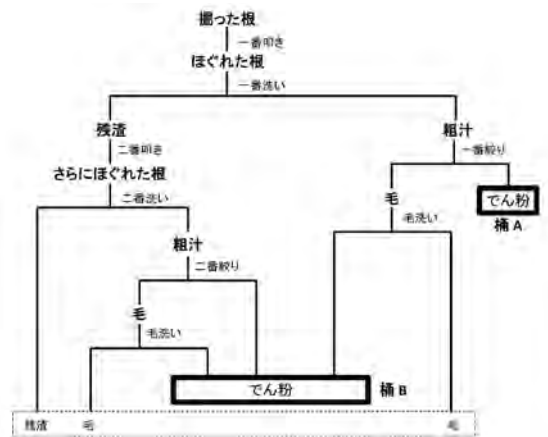 掘った根
一番叩き
ほぐれた根
一番洗い
残渣
粗汁
二番叩き
一番絞り
さらにほぐれた根
でん粉
毛
二番洗い
毛洗い
桶A
粗汁
二番絞り
毛
毛洗い
でん粉
桶B
残渣
毛
毛